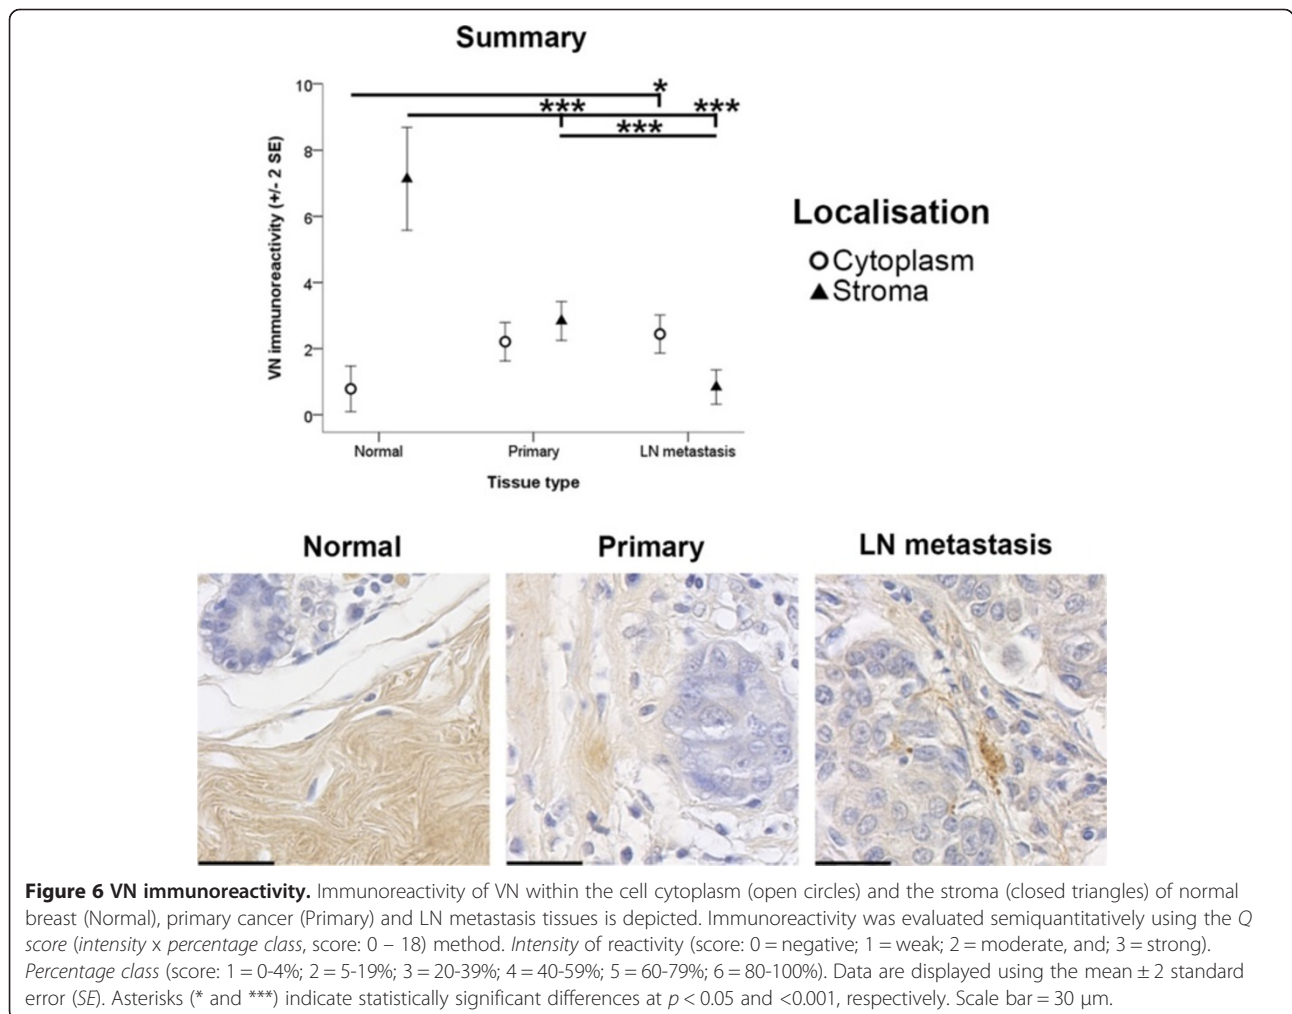 Summary
10
8
6
4
2
0
VN immunoreactivity (+/- 2 SE)
*
*** ***
***
Normal Primary LN metastasis
Tissue type
Localisation
Cytoplasm
Stroma
Normal Primary LN metastasis
Figure 6 VN immunoreactivity. Immunoreactivity of VN within the cell cytoplasm (open circles) and the stroma (closed triangles) of normal
breast (Normal), primary cancer (Primary) and LN metastasis tissues is depicted. Immunoreactivity was evaluated semiquantitatively using the Q
score (intensity x percentage class, score: 0 – 18) method. Intensity of reactivity (score: 0 = negative; 1 = weak; 2 = moderate, and; 3 = strong).
Percentage class (score: 1 = 0-4%; 2 = 5-19%; 3 = 20-39%; 4 = 40-59%; 5 = 60-79%; 6 = 80-100%). Data are displayed using the mean ± 2 standard
error (SE). Asterisks (* and ***) indicate statistically significant differences at p < 0.05 and <0.001, respectively. Scale bar = 30 μm.